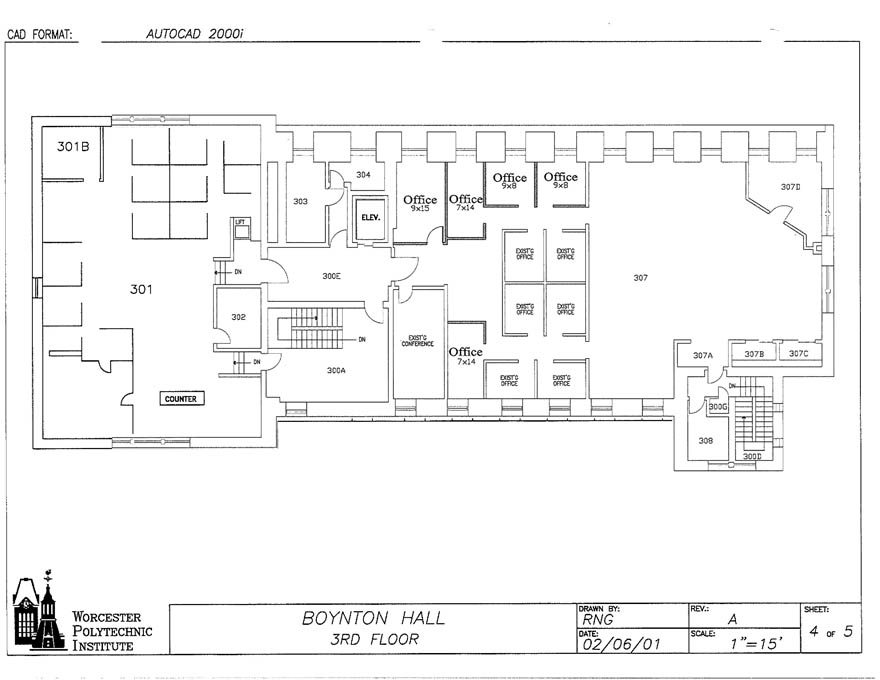 CAD FORMAT: AUTOCAD 2000i
301B
303
304
ELEV.
Office
9x15
Office
7x14
Office
9x8
Office
9x8
307D
LIFT
DN
EXIST'G
OFFICE
EXIST'G
OFFICE
301
300E
307
302
EXIST'G
OFFICE
EXIST'G
OFFICE
DN
EXIST'G
CONFERENCE
Office
7x14
307A
307B
307C
DN
300A
EXIST'G
OFFICE
EXIST'G
OFFICE
DN
COUNTER
300G
308
300D
WORCESTER
POLYTECHNIC
INSTITUTE
BOYNTON HALL
3RD FLOOR
DRAWN BY:
RNG
REV.:
A
SHEET:
4 OF 5
DATE:
02/06/01
SCALE:
1"=15'